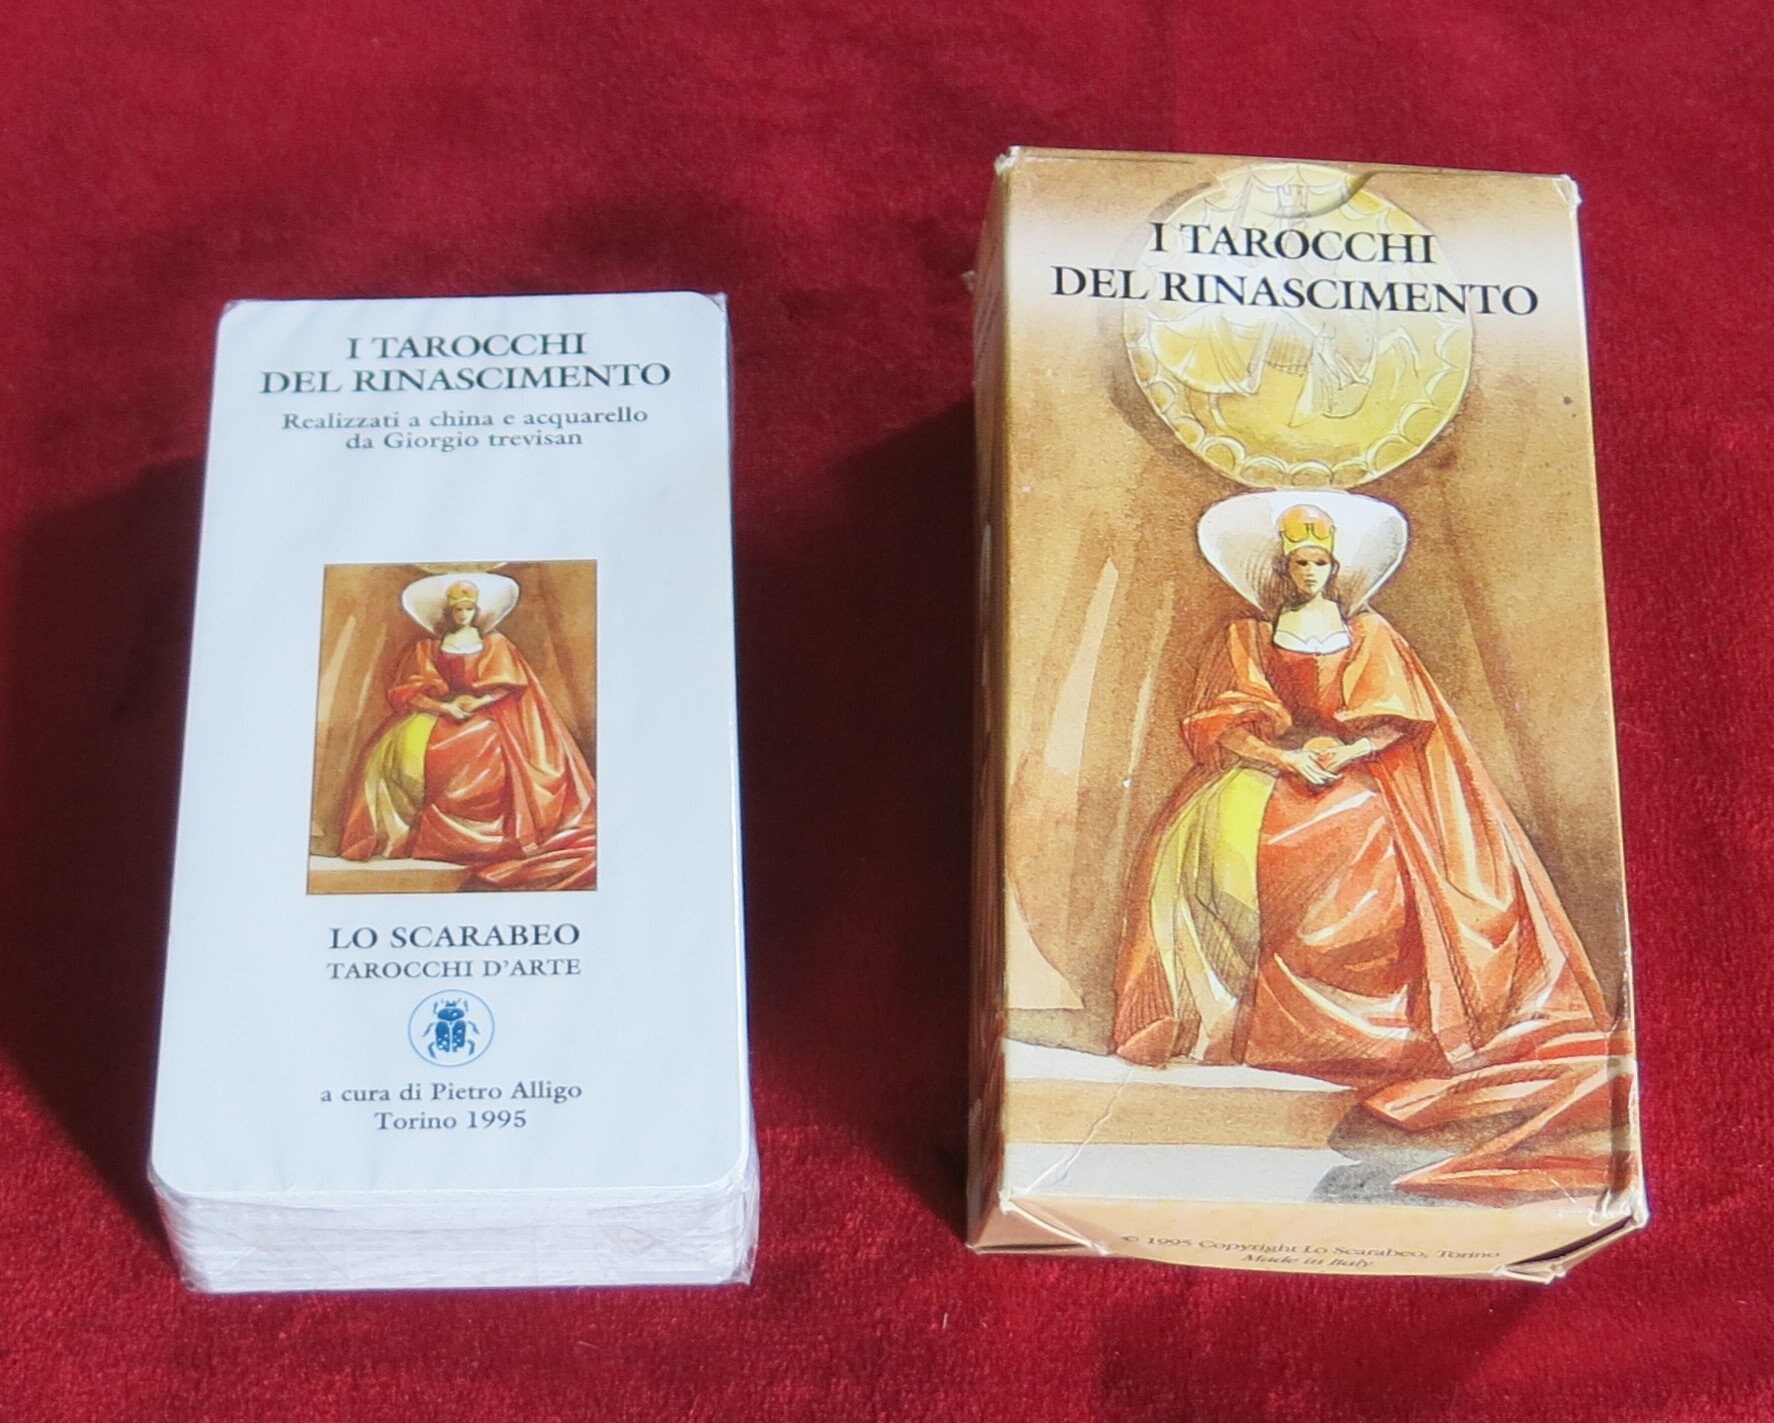 I TAROCCHI
DEL RINASCIMENTO
Realizzati a china e acquarello
da Giorgio trevisan
LO SCARABEO
TAROCCHI D'ARTE
a cura di Pietro Alligo
Torino 1995
I TAROCCHI
DEL RINASCIMENTO
© 1995 Copyright Lo Scarabeo, Torino
Made in Italy